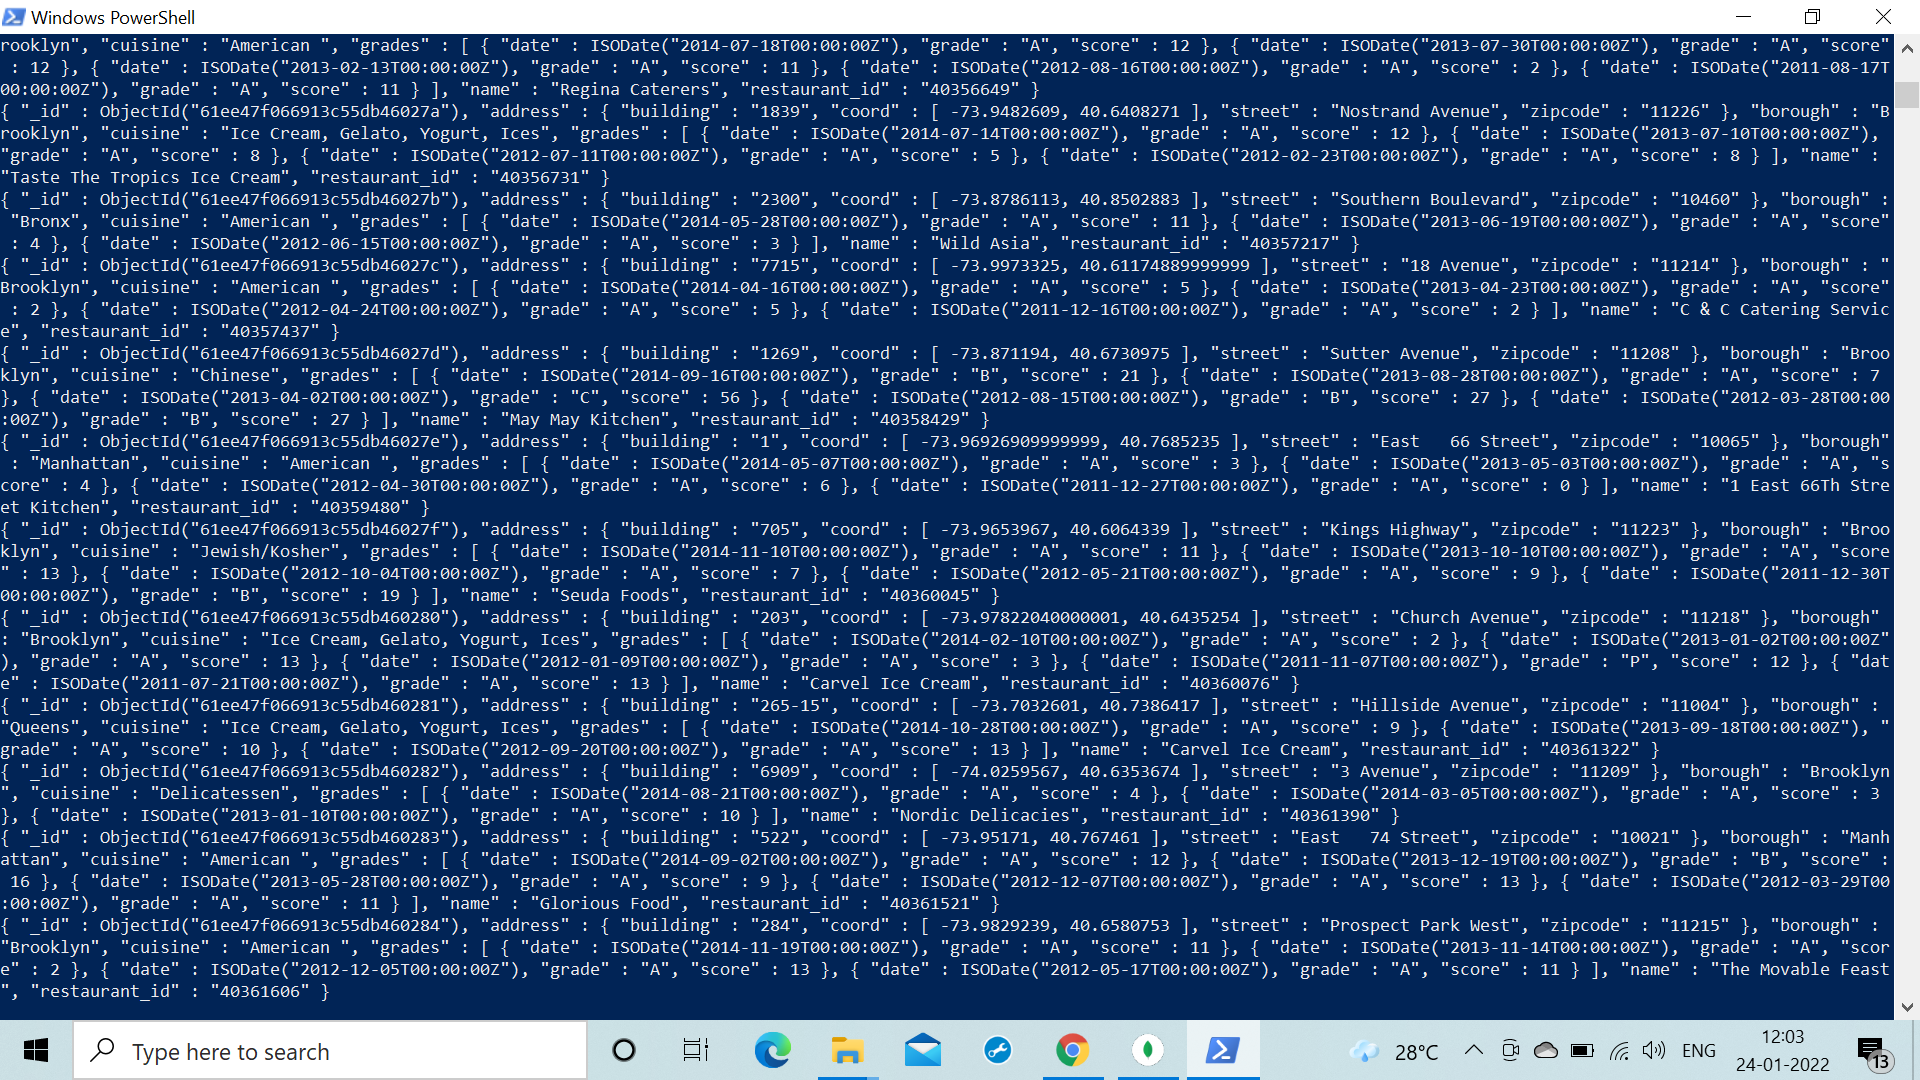 Windows PowerShell
rooklyn", "cuisine" : "American ", "grades" : [ { "date" : ISODate("2014-07-18T00:00:00Z"), "grade" : "A", "score" : 12 }, { "date" : ISODate("2013-07-30T00:00:00Z"), "grade" : "A", "score"
 : 12 }, { "date" : ISODate("2013-02-13T00:00:00Z"), "grade" : "A", "score" : 11 }, { "date" : ISODate("2012-08-16T00:00:00Z"), "grade" : "A", "score" : 2 }, { "date" : ISODate("2011-08-17T
00:00:00Z"), "grade" : "A", "score" : 11 } ], "name" : "Regina Caterers", "restaurant_id" : "40356649" }
{ "_id" : ObjectId("61ee47f066913c55db46027a"), "address" : { "building" : "1839", "coord" : [ -73.9482609, 40.6408271 ], "street" : "Nostrand Avenue", "zipcode" : "11226" }, "borough" : "B
rooklyn", "cuisine" : "Ice Cream, Gelato, Yogurt, Ices", "grades" : [ { "date" : ISODate("2014-07-14T00:00:00Z"), "grade" : "A", "score" : 12 }, { "date" : ISODate("2013-07-10T00:00:00Z"),
"grade" : "A", "score" : 8 }, { "date" : ISODate("2012-07-11T00:00:00Z"), "grade" : "A", "score" : 5 }, { "date" : ISODate("2012-02-23T00:00:00Z"), "grade" : "A", "score" : 8 } ], "name" :
"Taste The Tropics Ice Cream", "restaurant_id" : "40356731" }
{ "_id" : ObjectId("61ee47f066913c55db46027b"), "address" : { "building" : "2300", "coord" : [ -73.8786113, 40.8502883 ], "street" : "Southern Boulevard", "zipcode" : "10460" }, "borough" :
 "Bronx", "cuisine" : "American ", "grades" : [ { "date" : ISODate("2014-05-28T00:00:00Z"), "grade" : "A", "score" : 11 }, { "date" : ISODate("2013-06-19T00:00:00Z"), "grade" : "A", "score"
 : 4 }, { "date" : ISODate("2012-06-15T00:00:00Z"), "grade" : "A", "score" : 3 } ], "name" : "Wild Asia", "restaurant_id" : "40357217" }
{ "_id" : ObjectId("61ee47f066913c55db46027c"), "address" : { "building" : "7715", "coord" : [ -73.9973325, 40.61174889999999 ], "street" : "18 Avenue", "zipcode" : "11214" }, "borough" : "
Brooklyn", "cuisine" : "American ", "grades" : [ { "date" : ISODate("2014-04-16T00:00:00Z"), "grade" : "A", "score" : 5 }, { "date" : ISODate("2013-04-23T00:00:00Z"), "grade" : "A", "score"
 : 2 }, { "date" : ISODate("2012-04-24T00:00:00Z"), "grade" : "A", "score" : 5 }, { "date" : ISODate("2011-12-16T00:00:00Z"), "grade" : "A", "score" : 2 } ], "name" : "C & C Catering Servic
e", "restaurant_id" : "40357437" }
{ "_id" : ObjectId("61ee47f066913c55db46027d"), "address" : { "building" : "1269", "coord" : [ -73.871194, 40.6730975 ], "street" : "Sutter Avenue", "zipcode" : "11208" }, "borough" : "Broo
klyn", "cuisine" : "Chinese", "grades" : [ { "date" : ISODate("2014-09-16T00:00:00Z"), "grade" : "B", "score" : 21 }, { "date" : ISODate("2013-08-28T00:00:00Z"), "grade" : "A", "score" : 7
}, { "date" : ISODate("2013-04-02T00:00:00Z"), "grade" : "C", "score" : 56 }, { "date" : ISODate("2012-08-15T00:00:00Z"), "grade" : "B", "score" : 27 }, { "date" : ISODate("2012-03-28T00:00
:00Z"), "grade" : "B", "score" : 27 } ], "name" : "May May Kitchen", "restaurant_id" : "40358429" }
{ "_id" : ObjectId("61ee47f066913c55db46027e"), "address" : { "building" : "1", "coord" : [ -73.96926909999999, 40.7685235 ], "street" : "East   66 Street", "zipcode" : "10065" }, "borough"
 : "Manhattan", "cuisine" : "American ", "grades" : [ { "date" : ISODate("2014-05-07T00:00:00Z"), "grade" : "A", "score" : 3 }, { "date" : ISODate("2013-05-03T00:00:00Z"), "grade" : "A", "s
core" : 4 }, { "date" : ISODate("2012-04-30T00:00:00Z"), "grade" : "A", "score" : 6 }, { "date" : ISODate("2011-12-27T00:00:00Z"), "grade" : "A", "score" : 0 } ], "name" : "1 East 66Th Stre
et Kitchen", "restaurant_id" : "40359480" }
{ "_id" : ObjectId("61ee47f066913c55db46027f"), "address" : { "building" : "705", "coord" : [ -73.9653967, 40.6064339 ], "street" : "Kings Highway", "zipcode" : "11223" }, "borough" : "Broo
klyn", "cuisine" : "Jewish/Kosher", "grades" : [ { "date" : ISODate("2014-11-10T00:00:00Z"), "grade" : "A", "score" : 11 }, { "date" : ISODate("2013-10-10T00:00:00Z"), "grade" : "A", "score
" : 13 }, { "date" : ISODate("2012-10-04T00:00:00Z"), "grade" : "A", "score" : 7 }, { "date" : ISODate("2012-05-21T00:00:00Z"), "grade" : "A", "score" : 9 }, { "date" : ISODate("2011-12-30T
00:00:00Z"), "grade" : "B", "score" : 19 } ], "name" : "Seuda Foods", "restaurant_id" : "40360045" }
{ "_id" : ObjectId("61ee47f066913c55db460280"), "address" : { "building" : "203", "coord" : [ -73.97822040000001, 40.6435254 ], "street" : "Church Avenue", "zipcode" : "11218" }, "borough"
: "Brooklyn", "cuisine" : "Ice Cream, Gelato, Yogurt, Ices", "grades" : [ { "date" : ISODate("2014-02-10T00:00:00Z"), "grade" : "A", "score" : 2 }, { "date" : ISODate("2013-01-02T00:00:00Z"
), "grade" : "A", "score" : 13 }, { "date" : ISODate("2012-01-09T00:00:00Z"), "grade" : "A", "score" : 3 }, { "date" : ISODate("2011-11-07T00:00:00Z"), "grade" : "P", "score" : 12 }, { "dat
e" : ISODate("2011-07-21T00:00:00Z"), "grade" : "A", "score" : 13 } ], "name" : "Carvel Ice Cream", "restaurant_id" : "40360076" }
{ "_id" : ObjectId("61ee47f066913c55db460281"), "address" : { "building" : "265-15", "coord" : [ -73.7032601, 40.7386417 ], "street" : "Hillside Avenue", "zipcode" : "11004" }, "borough" :
"Queens", "cuisine" : "Ice Cream, Gelato, Yogurt, Ices", "grades" : [ { "date" : ISODate("2014-10-28T00:00:00Z"), "grade" : "A", "score" : 9 }, { "date" : ISODate("2013-09-18T00:00:00Z"), "
grade" : "A", "score" : 10 }, { "date" : ISODate("2012-09-20T00:00:00Z"), "grade" : "A", "score" : 13 } ], "name" : "Carvel Ice Cream", "restaurant_id" : "40361322" }
{ "_id" : ObjectId("61ee47f066913c55db460282"), "address" : { "building" : "6909", "coord" : [ -74.0259567, 40.6353674 ], "street" : "3 Avenue", "zipcode" : "11209" }, "borough" : "Brooklyn
", "cuisine" : "Delicatessen", "grades" : [ { "date" : ISODate("2014-08-21T00:00:00Z"), "grade" : "A", "score" : 4 }, { "date" : ISODate("2014-03-05T00:00:00Z"), "grade" : "A", "score" : 3
}, { "date" : ISODate("2013-01-10T00:00:00Z"), "grade" : "A", "score" : 10 } ], "name" : "Nordic Delicacies", "restaurant_id" : "40361390" }
{ "_id" : ObjectId("61ee47f066913c55db460283"), "address" : { "building" : "522", "coord" : [ -73.95171, 40.767461 ], "street" : "East   74 Street", "zipcode" : "10021" }, "borough" : "Manh
attan", "cuisine" : "American ", "grades" : [ { "date" : ISODate("2014-09-02T00:00:00Z"), "grade" : "A", "score" : 12 }, { "date" : ISODate("2013-12-19T00:00:00Z"), "grade" : "B", "score" :
 16 }, { "date" : ISODate("2013-05-28T00:00:00Z"), "grade" : "A", "score" : 9 }, { "date" : ISODate("2012-12-07T00:00:00Z"), "grade" : "A", "score" : 13 }, { "date" : ISODate("2012-03-29T00
:00:00Z"), "grade" : "A", "score" : 11 } ], "name" : "Glorious Food", "restaurant_id" : "40361521" }
{ "_id" : ObjectId("61ee47f066913c55db460284"), "address" : { "building" : "284", "coord" : [ -73.9829239, 40.6580753 ], "street" : "Prospect Park West", "zipcode" : "11215" }, "borough" :
"Brooklyn", "cuisine" : "American ", "grades" : [ { "date" : ISODate("2014-11-19T00:00:00Z"), "grade" : "A", "score" : 11 }, { "date" : ISODate("2013-11-14T00:00:00Z"), "grade" : "A", "scor
e" : 2 }, { "date" : ISODate("2012-12-05T00:00:00Z"), "grade" : "A", "score" : 13 }, { "date" : ISODate("2012-05-17T00:00:00Z"), "grade" : "A", "score" : 11 } ], "name" : "The Movable Feast
", "restaurant_id" : "40361606" }
Type here to search
28°C
ENG
12:03
24-01-2022
13